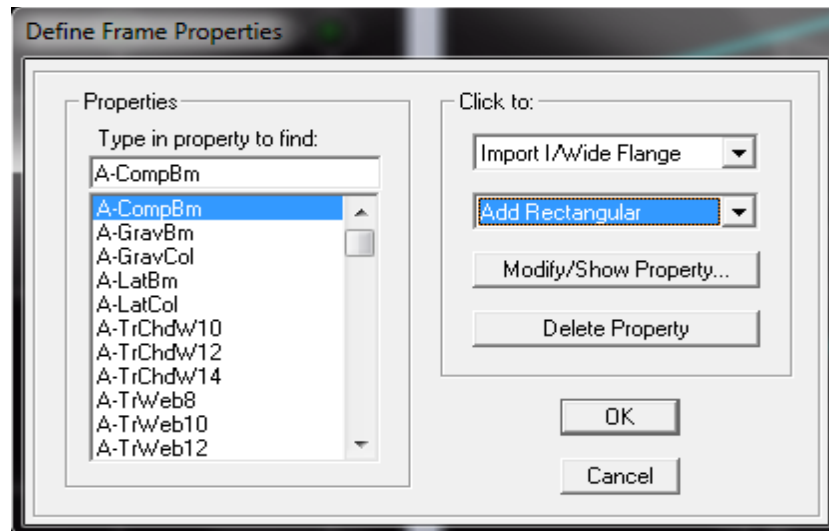 Define Frame Properties
Properties
Type in property to find:
A-CompBm
A-CompBm
A-GravBm
A-GravCol
A-LatBm
A-LatCol
A-TrChdW10
A-TrChdW12
A-TrChdW14
A-TrWeb8
A-TrWeb10
A-TrWeb12
Click to:
Import I/Wide Flange
Add Rectangular
Modify/Show Property...
Delete Property
OK
Cancel